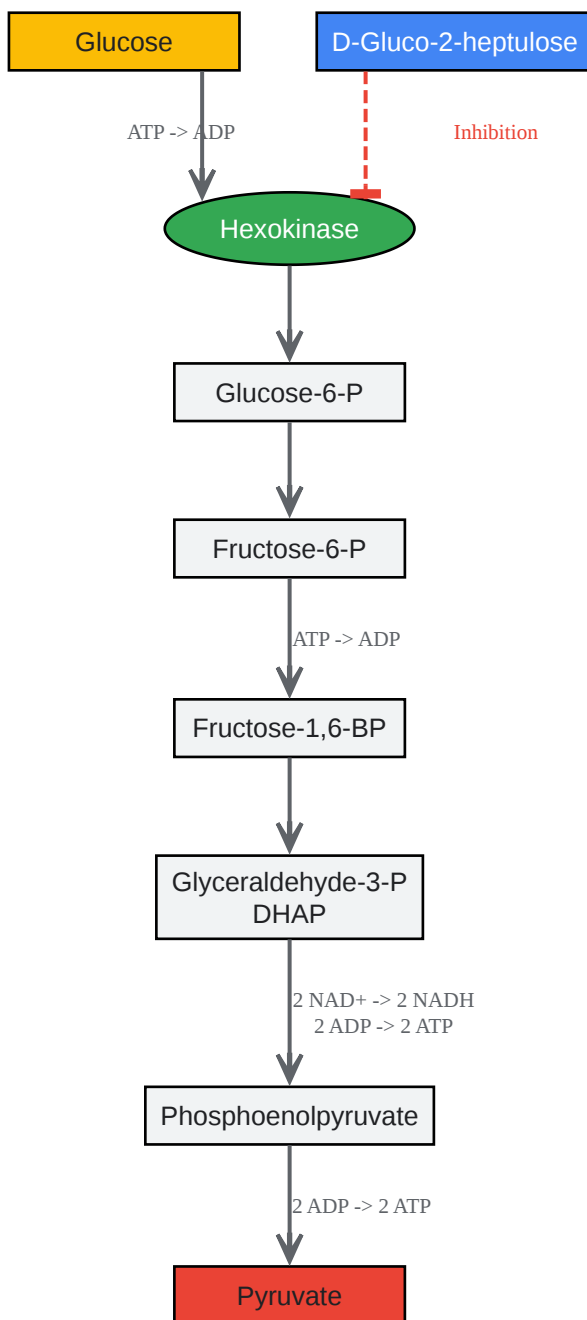 Glucose
D-Gluco-2-heptulose
ATP -> ADP
Inhibition
Hexokinase
Glucose-6-P
Fructose-6-P
ATP -> ADP
Fructose-1,6-BP
Glyceraldehyde-3-P
DHAP
2 NAD+ -> 2 NADH
2 ADP -> 2 ATP
Phosphoenolpyruvate
2 ADP -> 2 ATP
Pyruvate